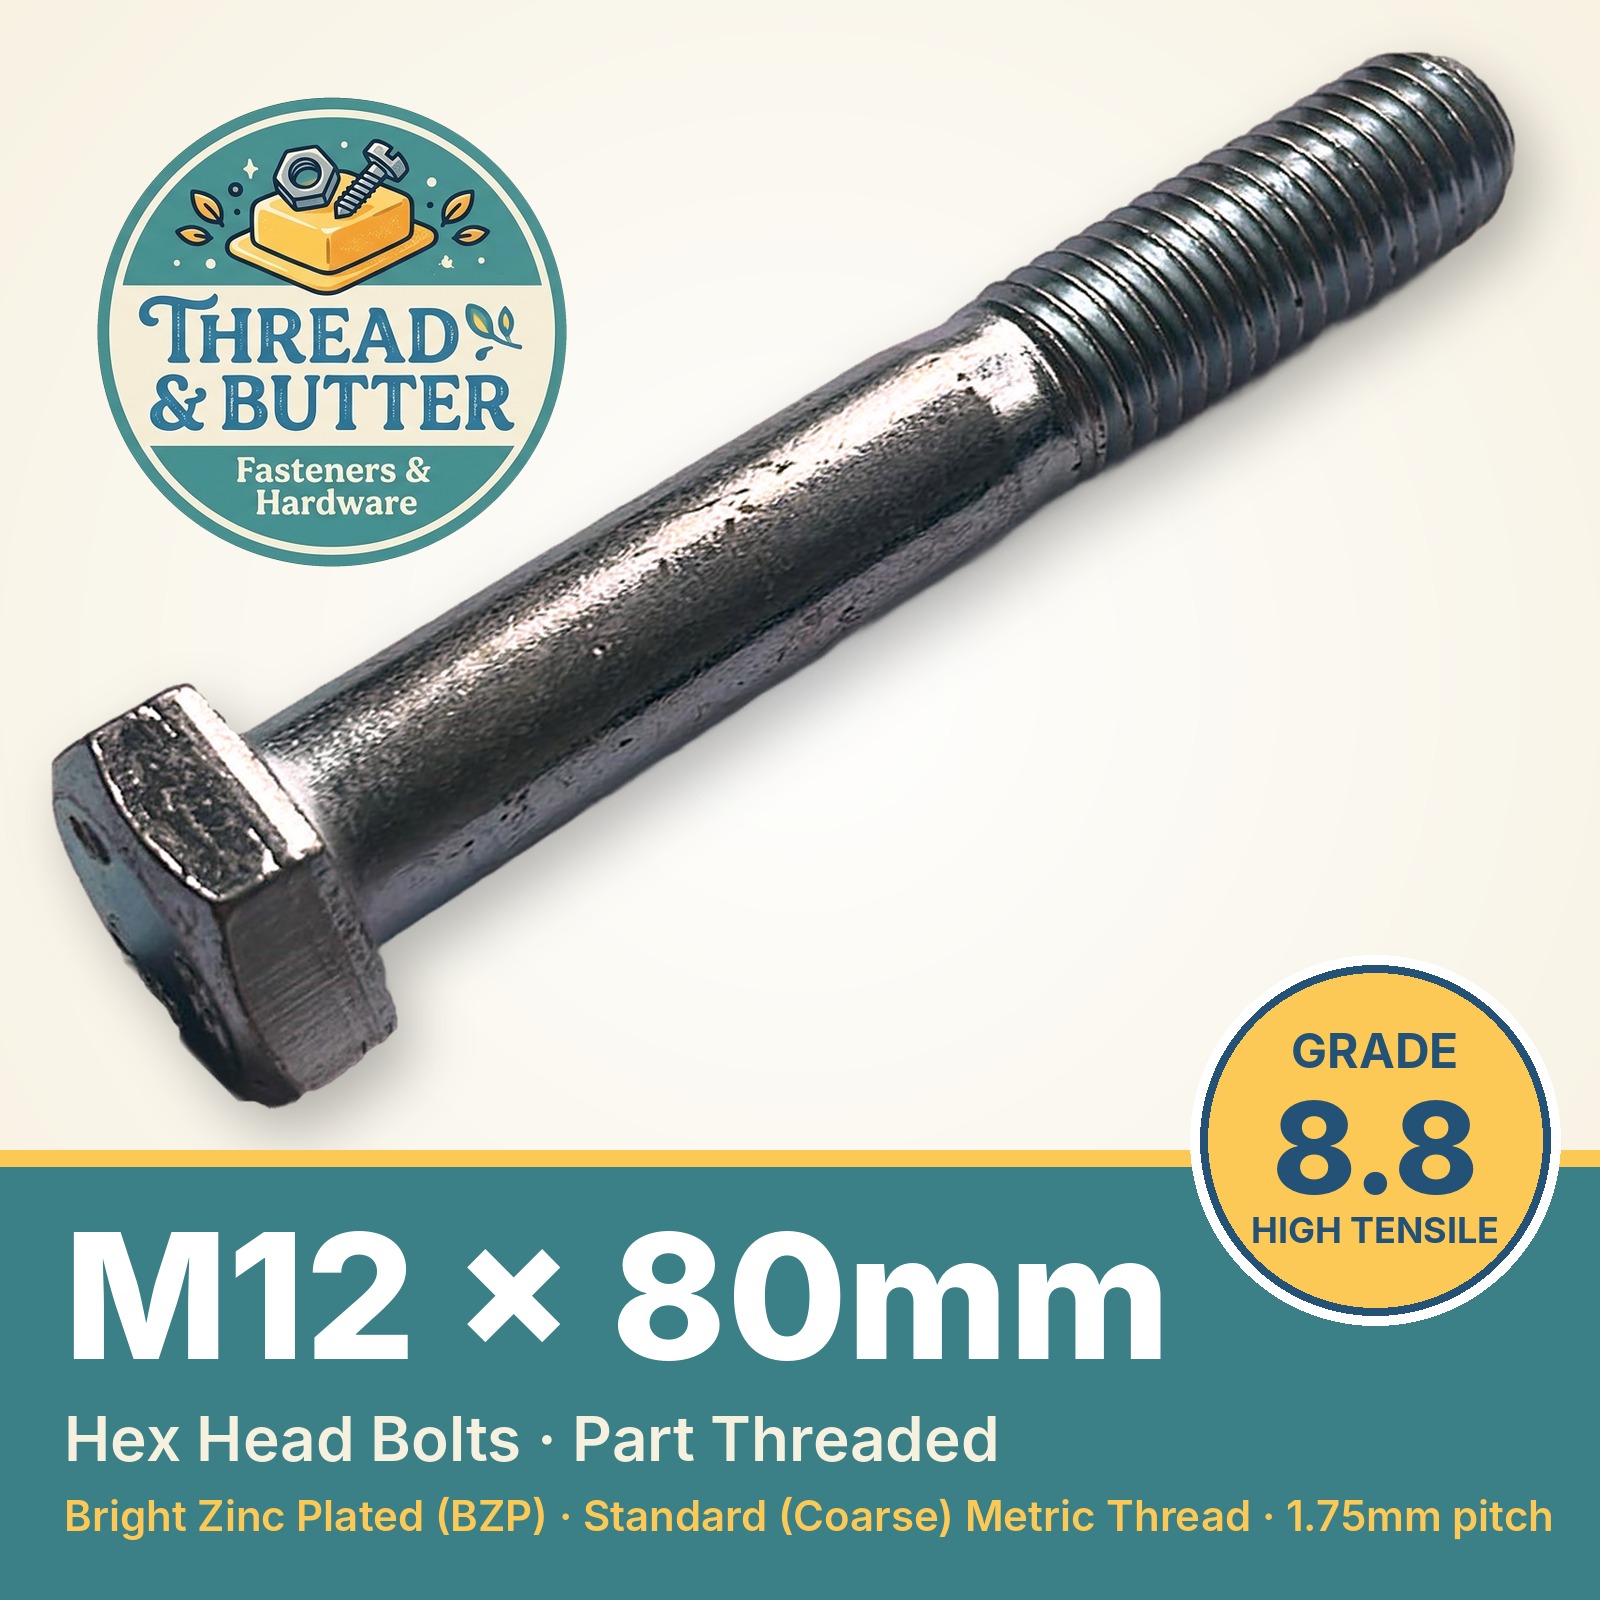 THREAD
& BUTTER
Fasteners &
Hardware
GRADE
8.8
HIGH TENSILE
M12 × 80mm
Hex Head Bolts · Part Threaded
Bright Zinc Plated (BZP) · Standard (Coarse) Metric Thread · 1.75mm pitch